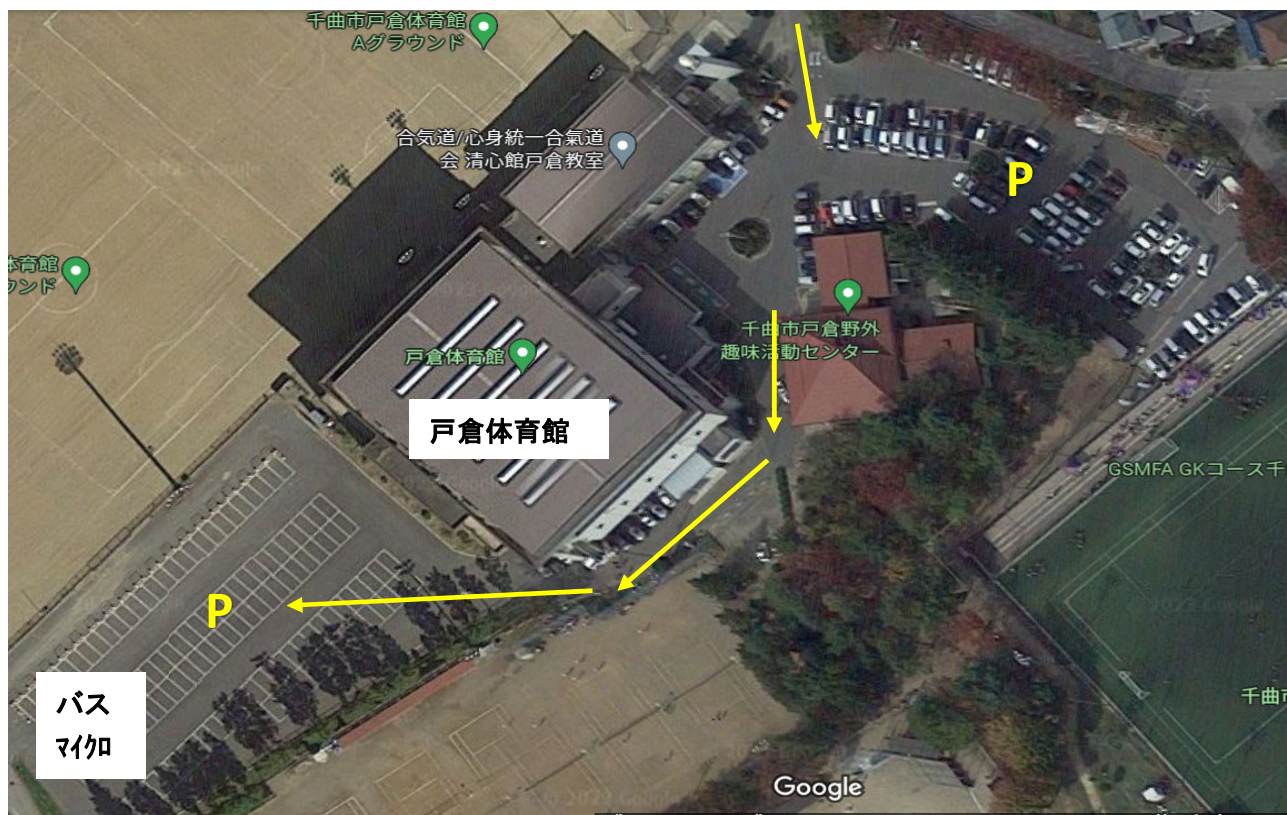 千曲市戸倉体育館
Aグラウンド
合気道/心身統一合氣道
会 清心館戸倉教室
P
体育館
ウンド
千曲市戸倉野外
趣味活動センター
戸倉体育館
戸倉体育館
GSMFA GKコース千
P
バス
マイクロ
千曲市
Google